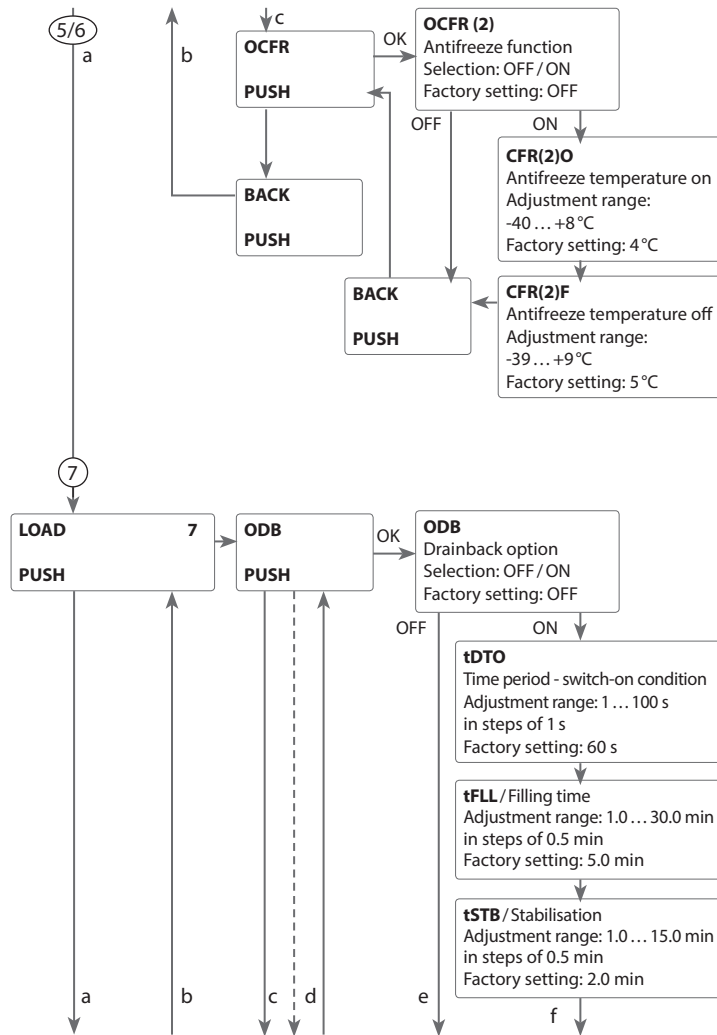 5/6
a
b
c
OCFR
PUSH
OK
OCFR (2)
Antifreeze function
Selection: OFF / ON
Factory setting: OFF
OFF
ON
CFR(2)O
Antifreeze temperature on
Adjustment range:
-40 … +8 °C
Factory setting: 4 °C
BACK
PUSH
BACK
PUSH
CFR(2)F
Antifreeze temperature off
Adjustment range:
-39 … +9 °C
Factory setting: 5 °C
7
LOAD 7
PUSH
ODB
PUSH
OK
ODB
Drainback option
Selection: OFF / ON
Factory setting: OFF
OFF
ON
tDTO
Time period - switch-on condition
Adjustment range: 1 … 100 s
in steps of 1 s
Factory setting: 60 s
tFLL / Filling time
Adjustment range: 1.0 … 30.0 min
in steps of 0.5 min
Factory setting: 5.0 min
tSTB / Stabilisation
Adjustment range: 1.0 … 15.0 min
in steps of 0.5 min
Factory setting: 2.0 min
a
b
c
d
e
f